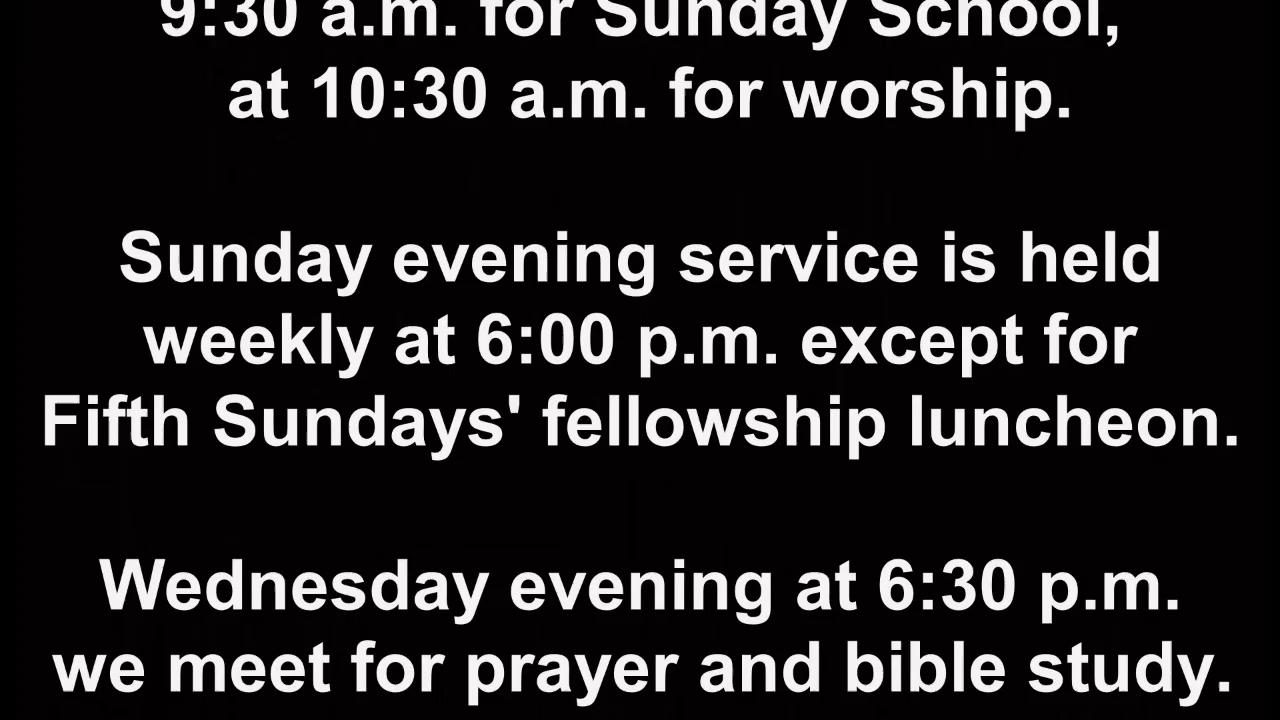 9:30 a.m. for Sunday School,
at 10:30 a.m. for worship.
Sunday evening service is held
weekly at 6:00 p.m. except for
Fifth Sundays' fellowship luncheon.
Wednesday evening at 6:30 p.m.
we meet for prayer and bible study.